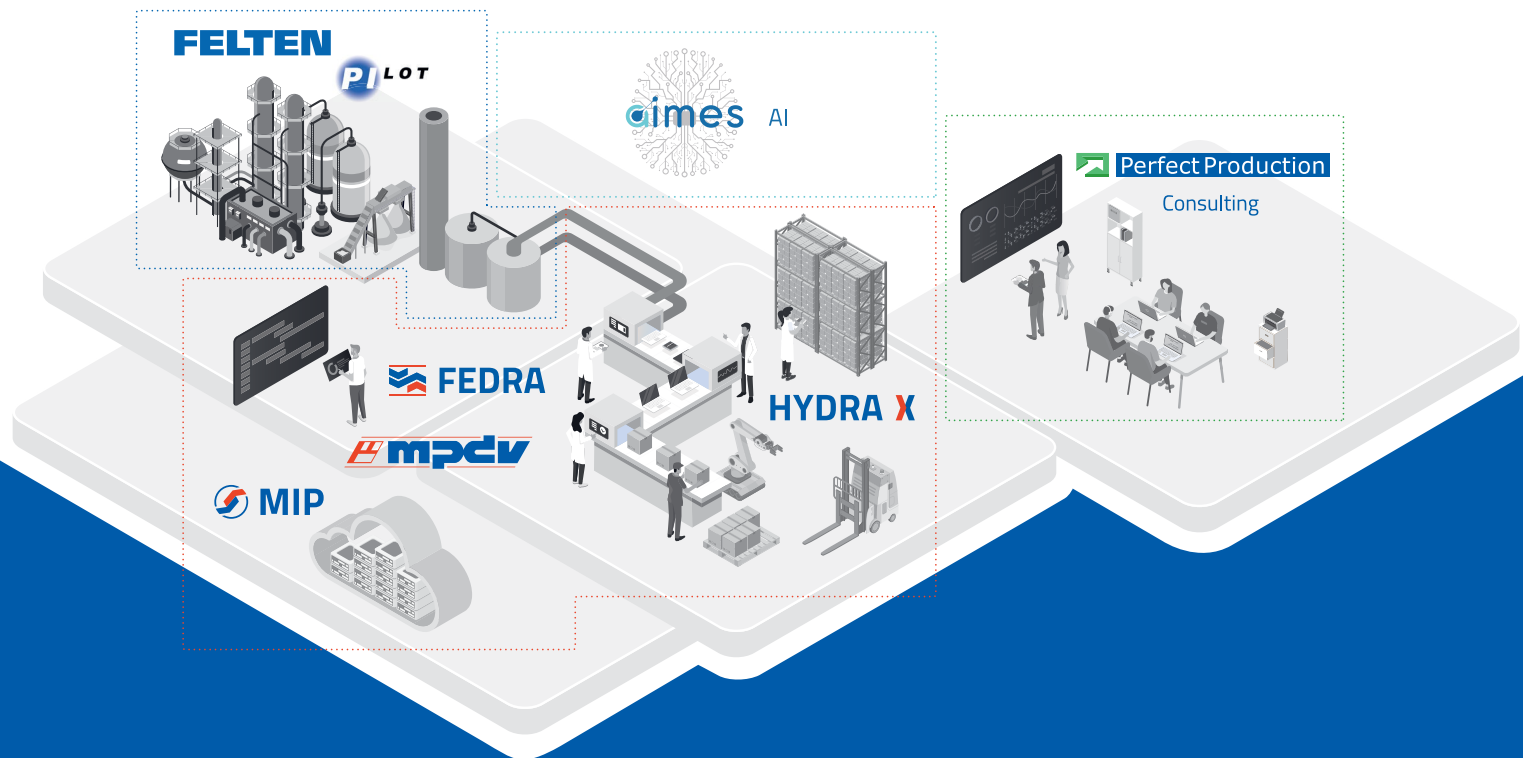 FELTEN
PILOT
aimes AI
Perfect Production
Consulting
FEDRA
HYDRA X
mpdv
MIP